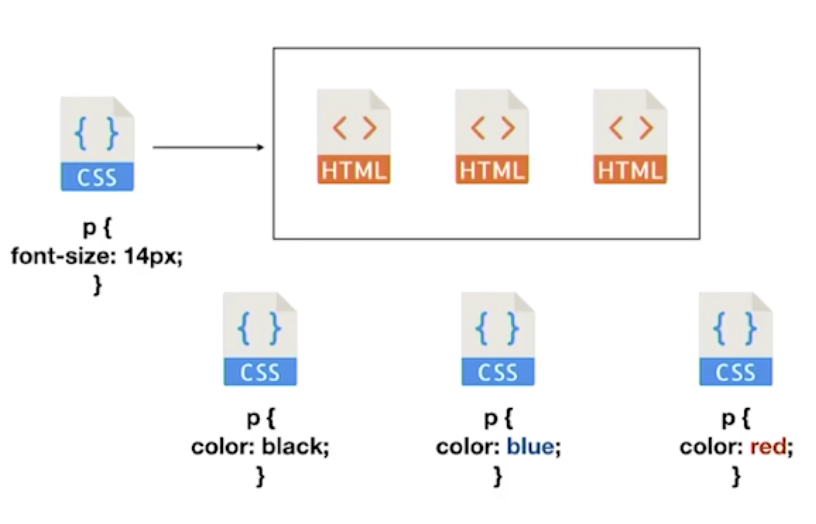 { }
CSS
p {
font-size: 14px;
}
< >
HTML
< >
HTML
< >
HTML
{ }
CSS
p {
color: black;
}
{ }
CSS
p {
color: blue;
}
{ }
CSS
p {
color: red;
}